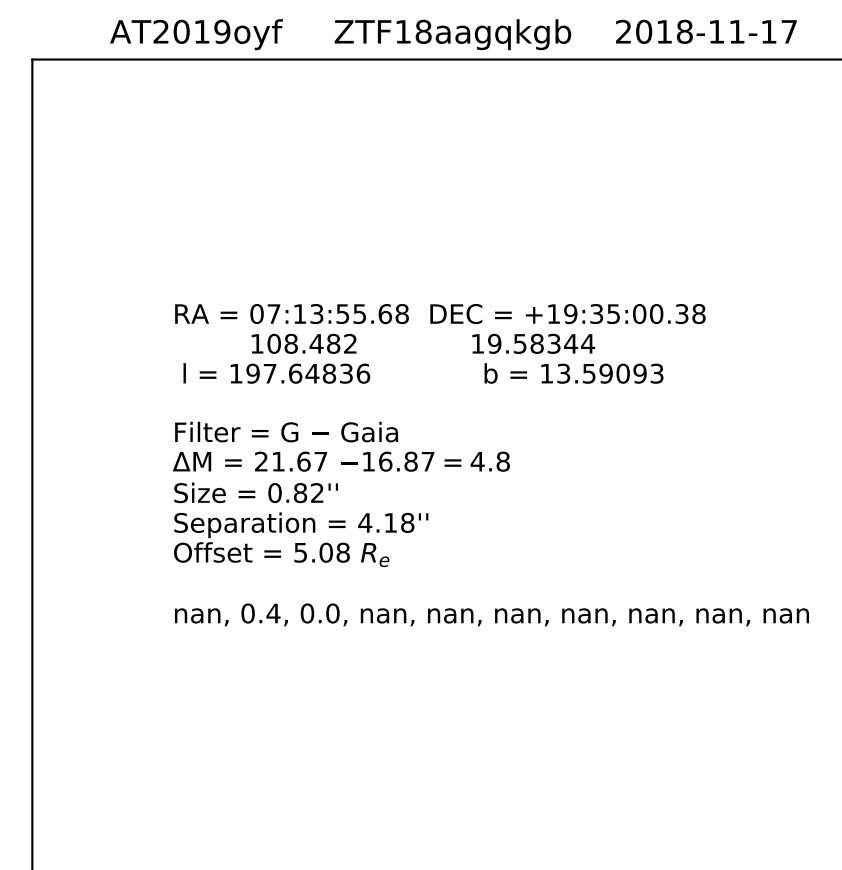 AT2019oyf ZTF18aagqkgb 2018-11-17
RA = 07:13:55.68 DEC = +19:35:00.38
108.482 19.58344
l = 197.64836 b = 13.59093
Filter = G − Gaia
ΔM = 21.67 −16.87 = 4.8
Size = 0.82''
Separation = 4.18''
Offset = 5.08 Re
nan, 0.4, 0.0, nan, nan, nan, nan, nan, nan, nan